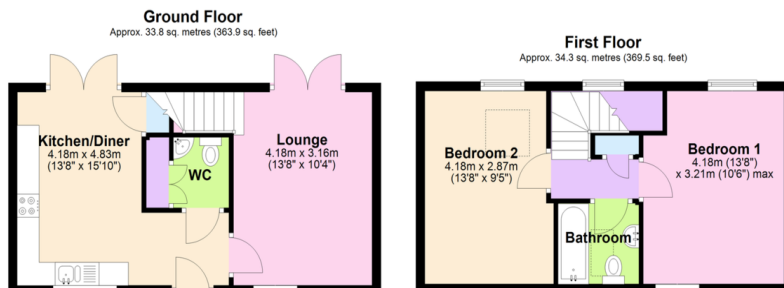 Ground Floor
Approx. 33.8 sq. metres (363.9 sq. feet)
Kitchen/Diner
4.18m x 4.83m
(13'8" x 15'10")
WC
Lounge
4.18m x 3.16m
(13'8" x 10'4")
First Floor
Approx. 34.3 sq. metres (369.5 sq. feet)
Bedroom 2
4.18m x 2.87m
(13'8" x 9'5")
Bedroom 1
4.18m (13'8")
x 3.21m (10'6") max
Bathroom